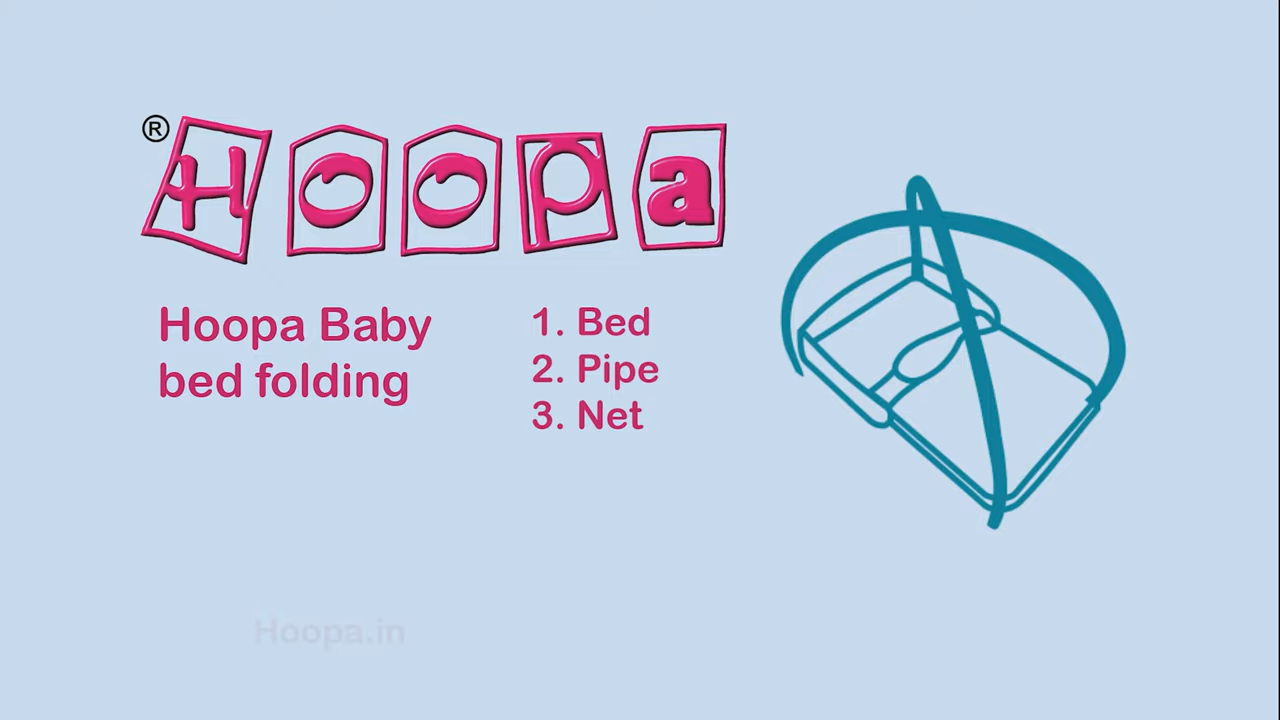 ® Hoopa
Hoopa Baby
bed folding
1. Bed
2. Pipe
3. Net
Hoopa.in